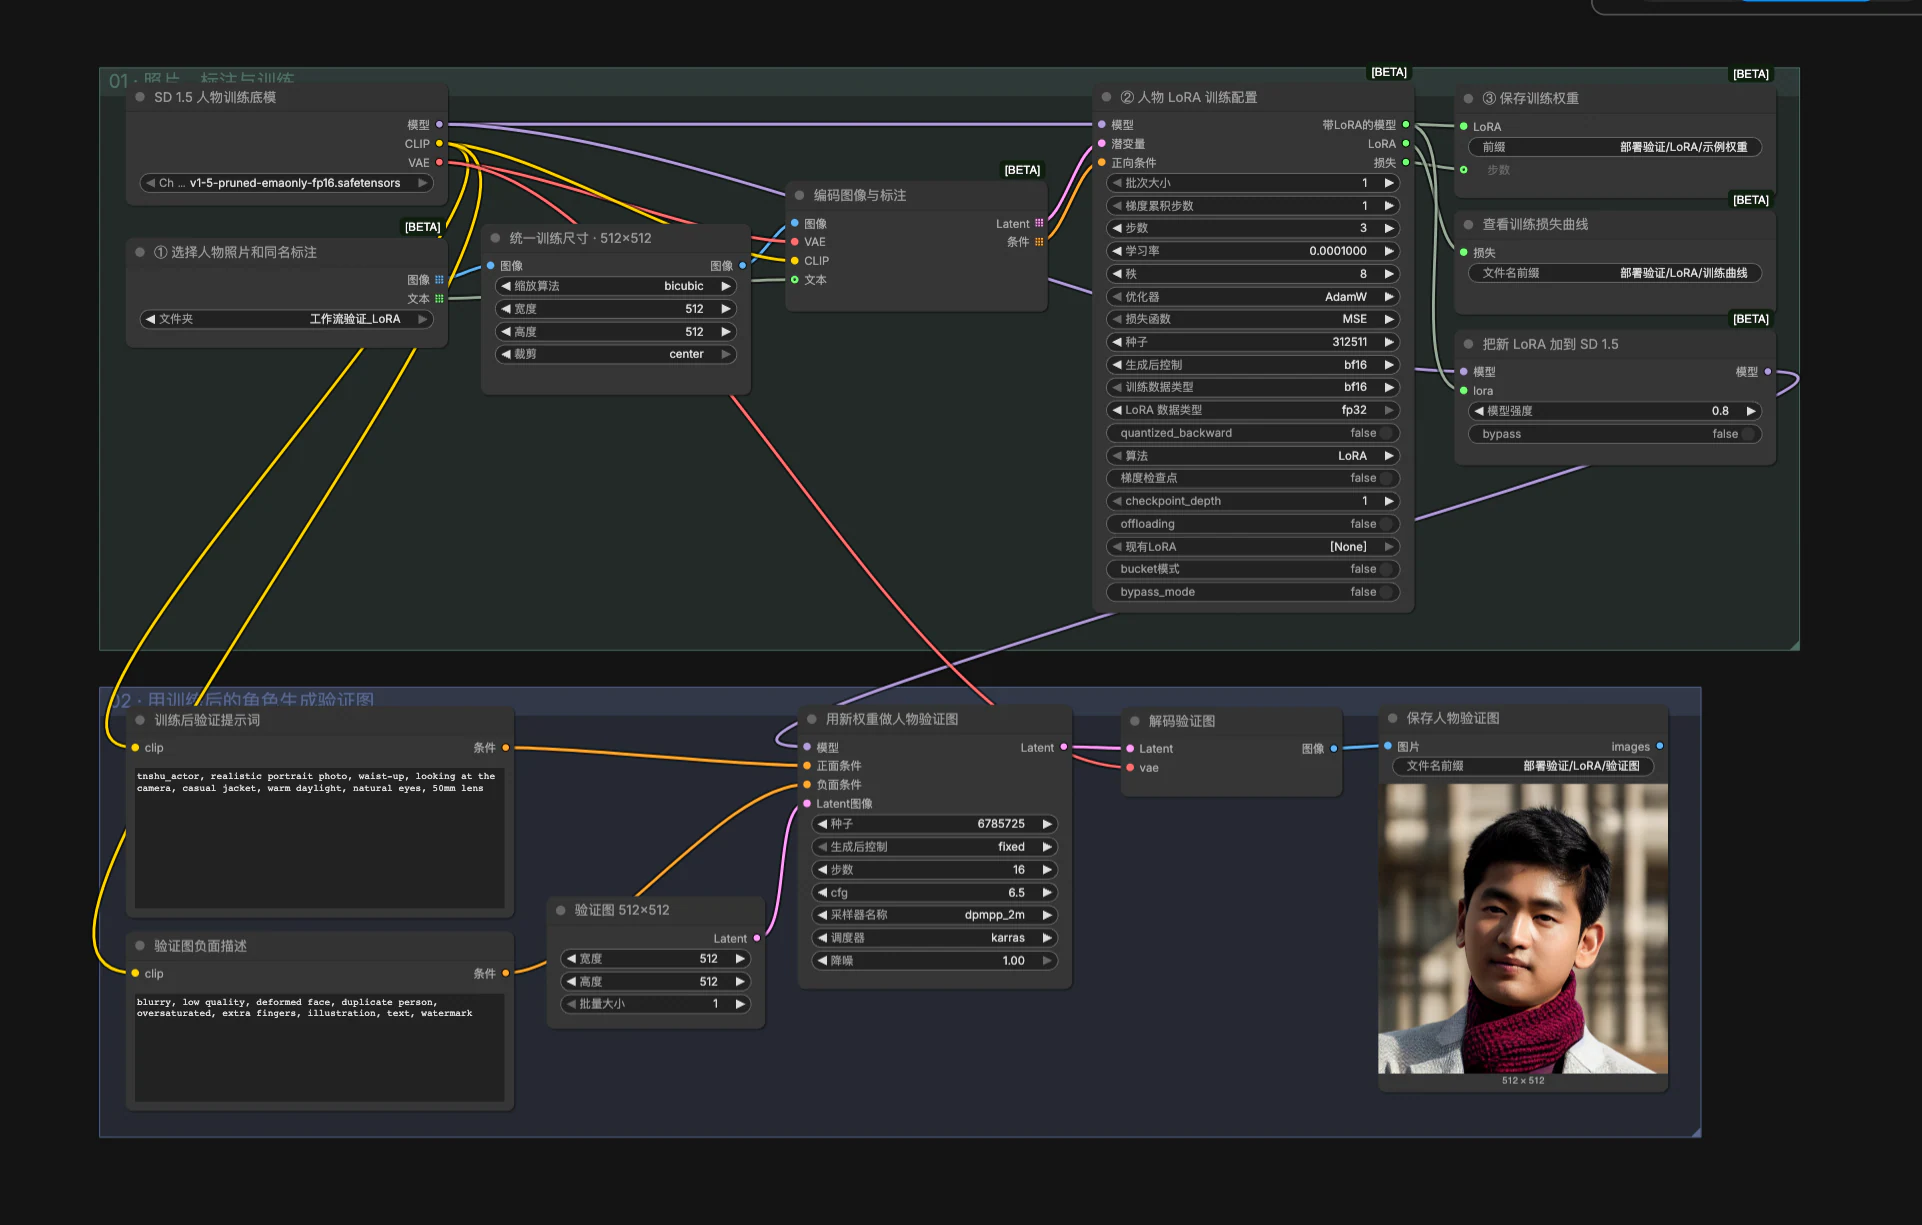 01 · 照片、标注与训练
SD 1.5 人物训练底模
模型
CLIP
VAE
Ch ... v1-5-pruned-emaonly-fp16.safetensors
[BETA]
① 选择人物照片和同名标注
图像
文本
文件夹 工作流验证_LoRA
统一训练尺寸 · 512×512
图像 图像
缩放算法 bicubic
宽度 512
高度 512
裁剪 center
[BETA]
编码图像与标注
图像 Latent
VAE 条件
CLIP
文本
[BETA]
② 人物 LoRA 训练配置
模型 带LoRA的模型
潜变量 LoRA
正向条件 损失
批次大小 1
梯度累积步数 1
步数 3
学习率 0.0001000
秩 8
优化器 AdamW
损失函数 MSE
种子 312511
生成后控制 bf16
训练数据类型 bf16
LoRA 数据类型 fp32
quantized_backward false
算法 LoRA
梯度检查点 false
checkpoint_depth 1
offloading false
现有LoRA [None]
bucket模式 false
bypass_mode false
[BETA]
③ 保存训练权重
LoRA
前缀 部署验证/LoRA/示例权重
步数
[BETA]
查看训练损失曲线
损失
文件名前缀 部署验证/LoRA/训练曲线
[BETA]
把新 LoRA 加到 SD 1.5
模型 模型
lora
模型强度 0.8
bypass false
02 · 用训练后的角色生成验证图
训练后验证提示词
clip 条件
tnshu_actor, realistic portrait photo, waist-up, looking at the
camera, casual jacket, warm daylight, natural eyes, 50mm lens
验证图负面描述
clip 条件
blurry, low quality, deformed face, duplicate person,
oversaturated, extra fingers, illustration, text, watermark
验证图 512×512
Latent
宽度 512
高度 512
批量大小 1
用新权重做人物验证图
模型 Latent
正面条件
负面条件
Latent图像
种子 6785725
生成后控制 fixed
步数 16
cfg 6.5
采样器名称 dpmpp_2m
调度器 karras
降噪 1.00
解码验证图
Latent 图像
vae
保存人物验证图
图片 images
文件名前缀 部署验证/LoRA/验证图
512 × 512